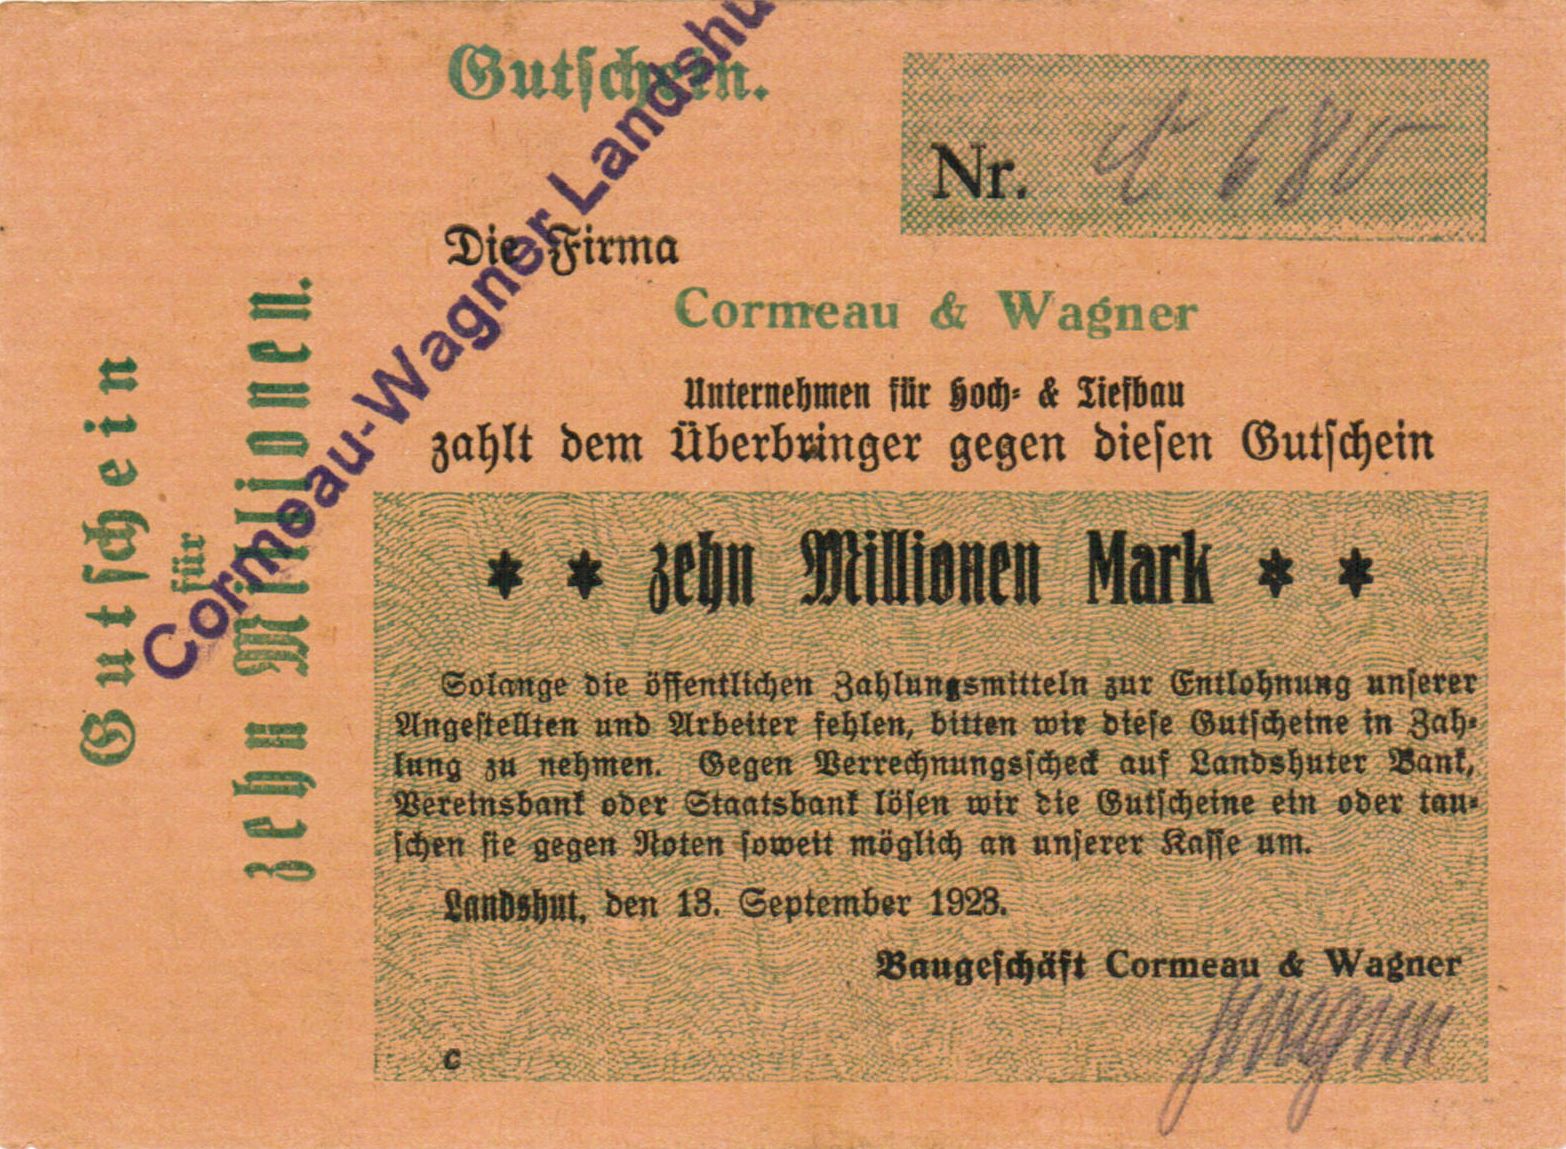 Gutschein.
Nr. C 680
Die Firma
Cormeau & Wagner
Unternehmen für Hoch- & Tiefbau
zahlt dem Überbringer gegen diesen Gutschein
* * zehn Millionen Mark * *
Solange die öffentlichen Zahlungsmitteln zur Entlohnung unserer
Angestellten und Arbeiter fehlen, bitten wir diese Gutscheine in Zah-
lung zu nehmen. Gegen Verrechnungsscheck auf Landshuter Bank,
Vereinsbank oder Staatsbank lösen wir die Gutscheine ein oder tau-
schen sie gegen Noten soweit möglich an unserer Kasse um.
Landshut, den 13. September 1923.
Baugeschäft Cormeau & Wagner
c
Gutschein
für
zehn Millionen.
Cormeau-Wagner Landshu